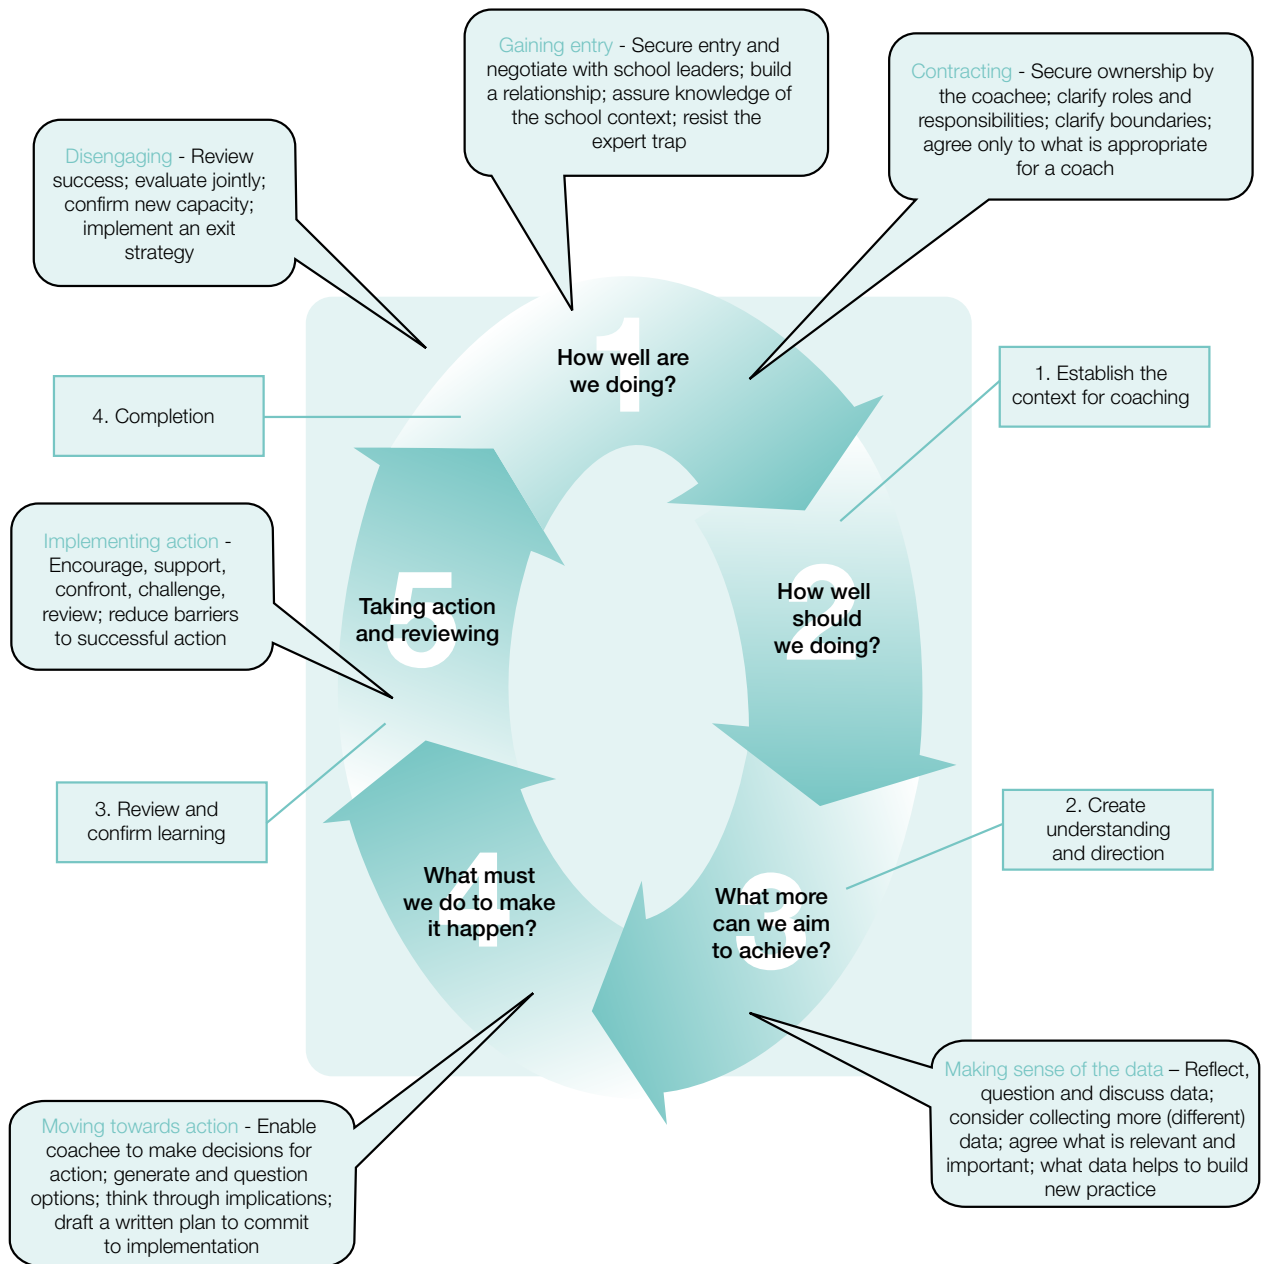 Gaining entry - Secure entry and
negotiate with school leaders; build
a relationship; assure knowledge of
the school context; resist the
expert trap
Contracting - Secure ownership by
the coachee; clarify roles and
responsibilities; clarify boundaries;
agree only to what is appropriate
for a coach
Disengaging - Review
success; evaluate jointly;
confirm new capacity;
implement an exit
strategy
1
How well are
we doing?
1. Establish the
context for coaching
4. Completion
Implementing action -
Encourage, support,
confront, challenge,
review; reduce barriers
to successful action
5
Taking action
and reviewing
2
How well
should
we doing?
3. Review and
confirm learning
2. Create
understanding
and direction
4
What must
we do to make
it happen?
3
What more
can we aim
to achieve?
Making sense of the data – Reflect,
question and discuss data;
consider collecting more (different)
data; agree what is relevant and
important; what data helps to build
new practice
Moving towards action - Enable
coachee to make decisions for
action; generate and question
options; think through implications;
draft a written plan to commit
to implementation